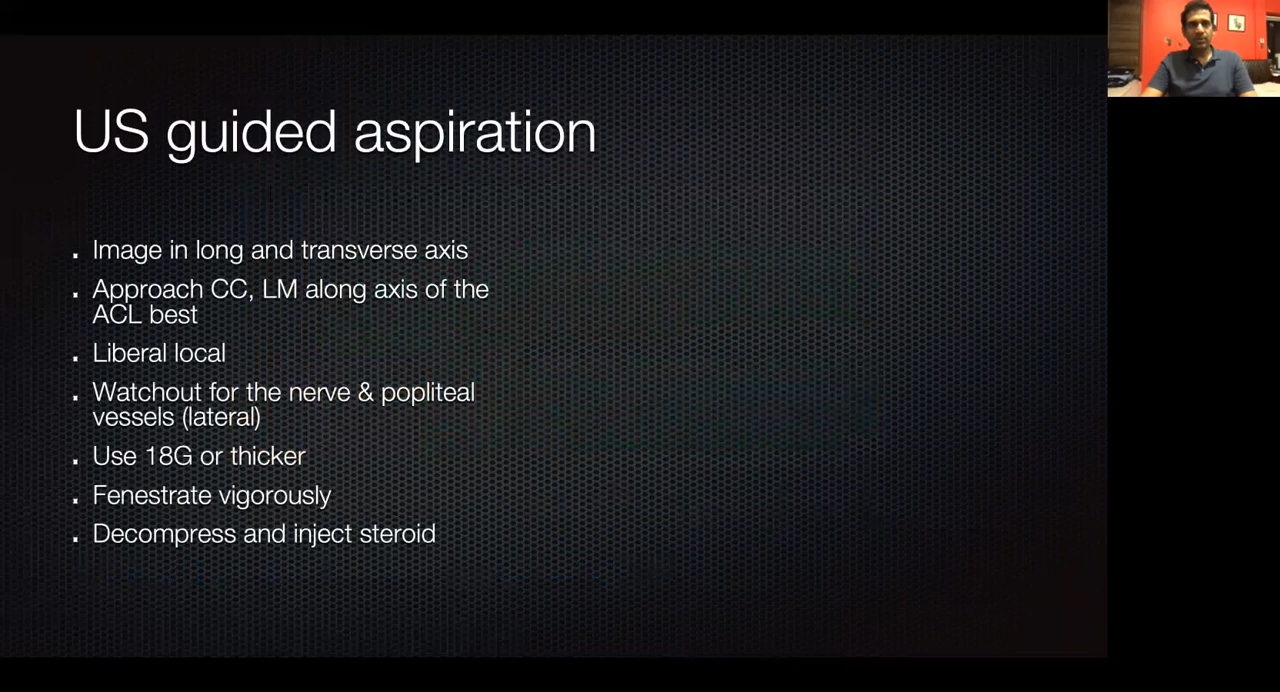 US guided aspiration
Image in long and transverse axis
Approach CC, LM along axis of the
ACL best
Liberal local
Watchout for the nerve & popliteal
vessels (lateral)
Use 18G or thicker
Fenestrate vigorously
Decompress and inject steroid